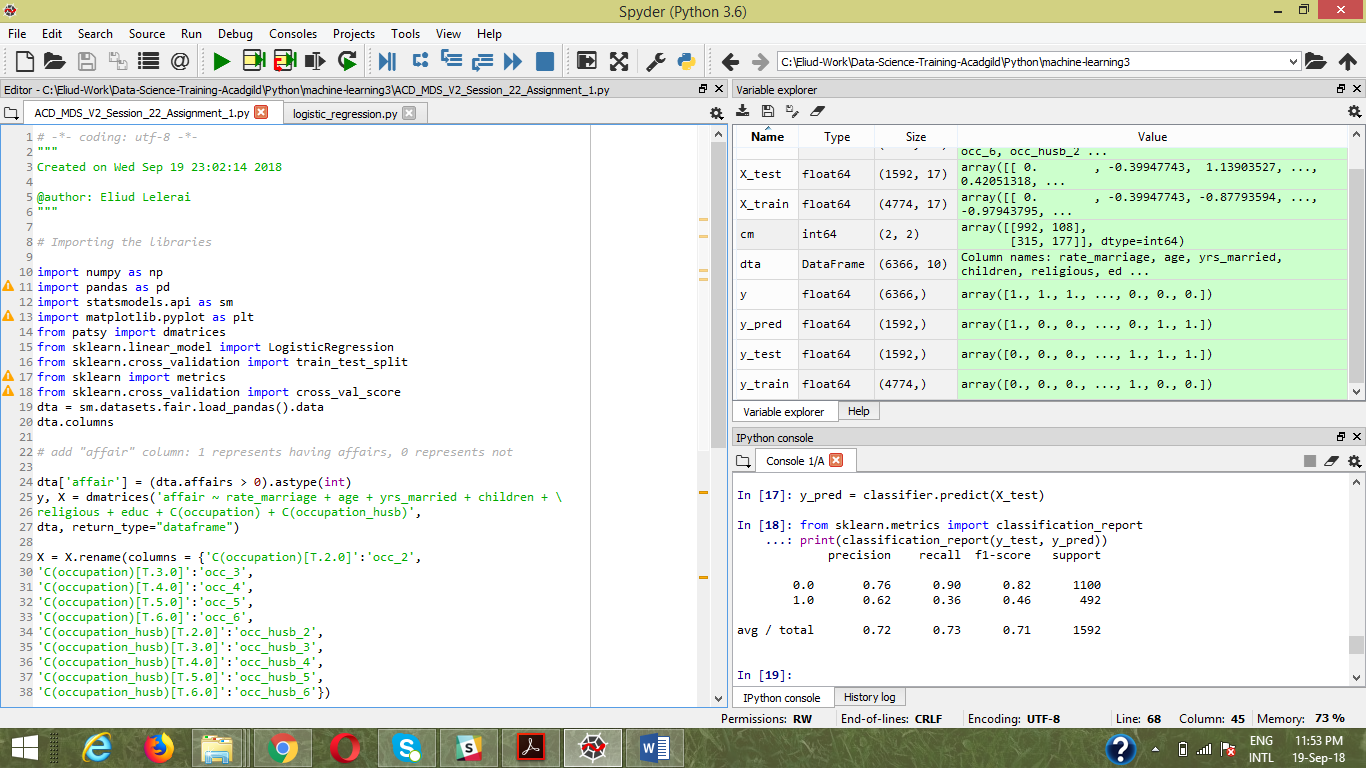 Spyder (Python 3.6)
File Edit Search Source Run Debug Consoles Projects Tools View Help
C:\Eliud-Work\Data-Science-Training-Acadgild\Python\machine-learning3
Editor - C:\Eliud-Work\Data-Science-Training-Acadgild\Python\machine-learning3\ACD_MDS_V2_Session_22_Assignment_1.py
ACD_MDS_V2_Session_22_Assignment_1.py logistic_regression.py
1 # -*- coding: utf-8 -*-
2 """
3 Created on Wed Sep 19 23:02:14 2018
4
5 @author: Eliud Lelerai
6 """
7
8 # Importing the libraries
9
10 import numpy as np
11 import pandas as pd
12 import statsmodels.api as sm
13 import matplotlib.pyplot as plt
14 from patsy import dmatrices
15 from sklearn.linear_model import LogisticRegression
16 from sklearn.cross_validation import train_test_split
17 from sklearn import metrics
18 from sklearn.cross_validation import cross_val_score
19 dta = sm.datasets.fair.load_pandas().data
20 dta.columns
21
22 # add "affair" column: 1 represents having affairs, 0 represents not
23
24 dta['affair'] = (dta.affairs > 0).astype(int)
25 y, X = dmatrices('affair ~ rate_marriage + age + yrs_married + children + \
26 religious + educ + C(occupation) + C(occupation_husb)',
27 dta, return_type="dataframe")
28
29 X = X.rename(columns = {'C(occupation)[T.2.0]':'occ_2',
30 'C(occupation)[T.3.0]':'occ_3',
31 'C(occupation)[T.4.0]':'occ_4',
32 'C(occupation)[T.5.0]':'occ_5',
33 'C(occupation)[T.6.0]':'occ_6',
34 'C(occupation_husb)[T.2.0]':'occ_husb_2',
35 'C(occupation_husb)[T.3.0]':'occ_husb_3',
36 'C(occupation_husb)[T.4.0]':'occ_husb_4',
37 'C(occupation_husb)[T.5.0]':'occ_husb_5',
38 'C(occupation_husb)[T.6.0]':'occ_husb_6'})
Variable explorer
Name Type Size Value
occ_6, occ_husb_2 ...
X_test float64 (1592, 17) array([[ 0. , -0.39947743, 1.13903527, ...,
0.42051318, ...
X_train float64 (4774, 17) array([[ 0. , -0.39947743, -0.87793594, ...,
-0.97943795, ...
cm int64 (2, 2) array([[992, 108],
[315, 177]], dtype=int64)
dta DataFrame (6366, 10) Column names: rate_marriage, age, yrs_married,
children, religious, ed ...
y float64 (6366,) array([1., 1., 1., ..., 0., 0., 0.])
y_pred float64 (1592,) array([1., 0., 0., ..., 0., 1., 1.])
y_test float64 (1592,) array([0., 0., 0., ..., 1., 1., 1.])
y_train float64 (4774,) array([0., 0., 0., ..., 1., 0., 0.])
Variable explorer Help
IPython console
Console 1/A
In [17]: y_pred = classifier.predict(X_test)
In [18]: from sklearn.metrics import classification_report
...: print(classification_report(y_test, y_pred))
precision recall f1-score support
0.0 0.76 0.90 0.82 1100
1.0 0.62 0.36 0.46 492
avg / total 0.72 0.73 0.71 1592
In [19]:
IPython console History log
Permissions: RW End-of-lines: CRLF Encoding: UTF-8 Line: 68 Column: 45 Memory: 73 %
ENG 11:53 PM
INTL 19-Sep-18